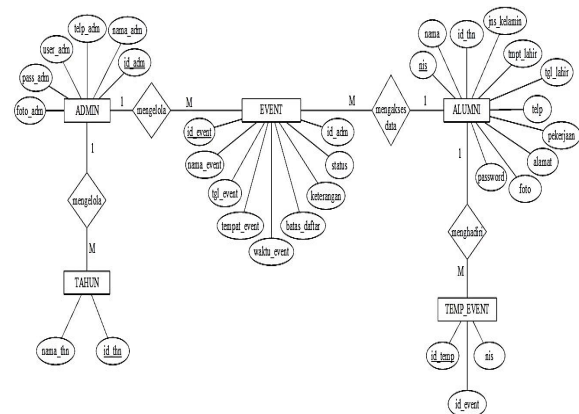 telp_adm
nama_adm
user_adm
id_adm
pass_adm
foto_adm
ADMIN
1
mengelola
M
EVENT
M
mengakses
data
1
ALUMNI
nama
id_thn
jns_kelamin
tmpt_lahir
nis
tgl_lahir
telp
pekerjaan
alamat
foto
password
id_event
id_adm
nama_event
status
tgl_event
keterangan
tempat_event
batas_daftar
waktu_event
1
mengelola
M
TAHUN
nama_thn
id_thn
1
menghadiri
M
TEMP_EVENT
id_temp
nis
id_event